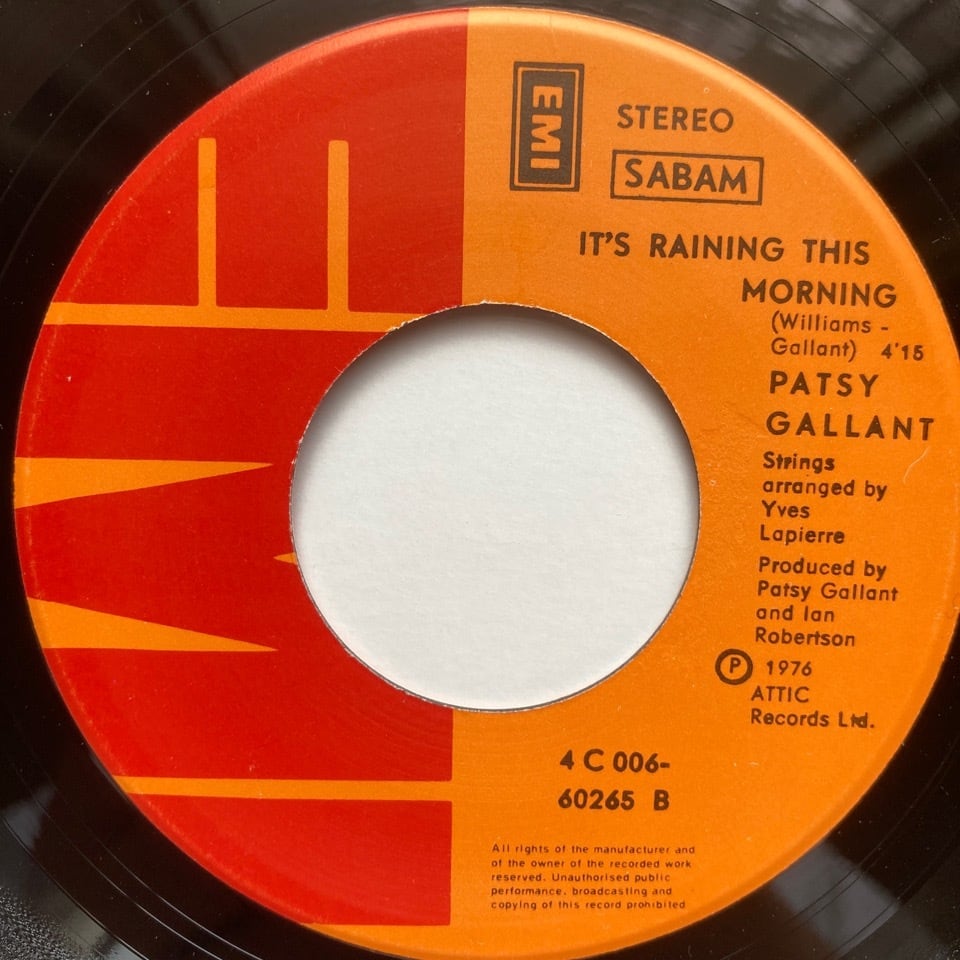 EMI
STEREO
SABAM
IT'S RAINING THIS
MORNING
(Williams -
Gallant) 4'15
PATSY
GALLANT
Strings
arranged by
Yves
Lapierre
Produced by
Patsy Gallant
and Ian
Robertson
Ⓟ 1976
ATTIC
Records Ltd.
4 C 006-
60265 B
All rights of the manufacturer and
of the owner of the recorded work
reserved. Unauthorised public
performance, broadcasting and
copying of this record prohibited